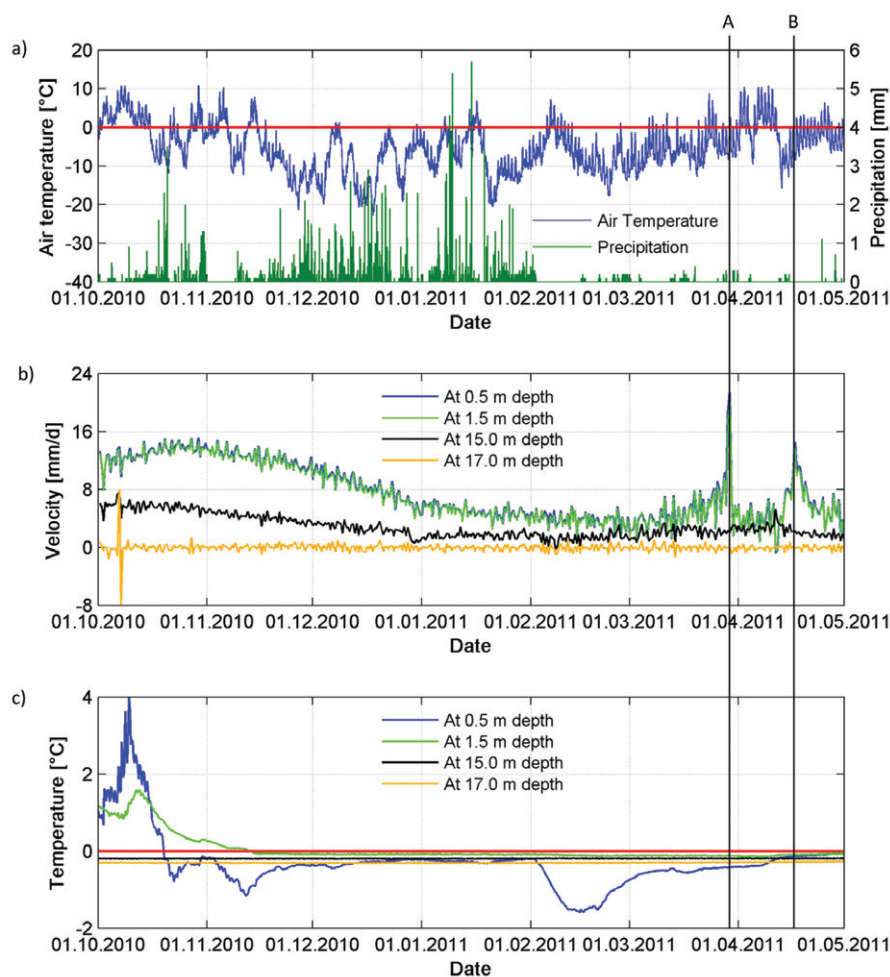 A B
a)
20 6
10 5
0 4
-10 3
-20 2
-30 1
-40 0
Air temperature [°C]
Precipitation [mm]
Air Temperature
Precipitation
01.10.2010 01.11.2010 01.12.2010 01.01.2011 01.02.2011 01.03.2011 01.04.2011 01.05.2011
Date
b)
24
16
8
0
-8
Velocity [mm/d]
At 0.5 m depth
At 1.5 m depth
At 15.0 m depth
At 17.0 m depth
01.10.2010 01.11.2010 01.12.2010 01.01.2011 01.02.2011 01.03.2011 01.04.2011 01.05.2011
Date
c)
4
2
0
-2
Temperature [°C]
At 0.5 m depth
At 1.5 m depth
At 15.0 m depth
At 17.0 m depth
01.10.2010 01.11.2010 01.12.2010 01.01.2011 01.02.2011 01.03.2011 01.04.2011 01.05.2011
Date